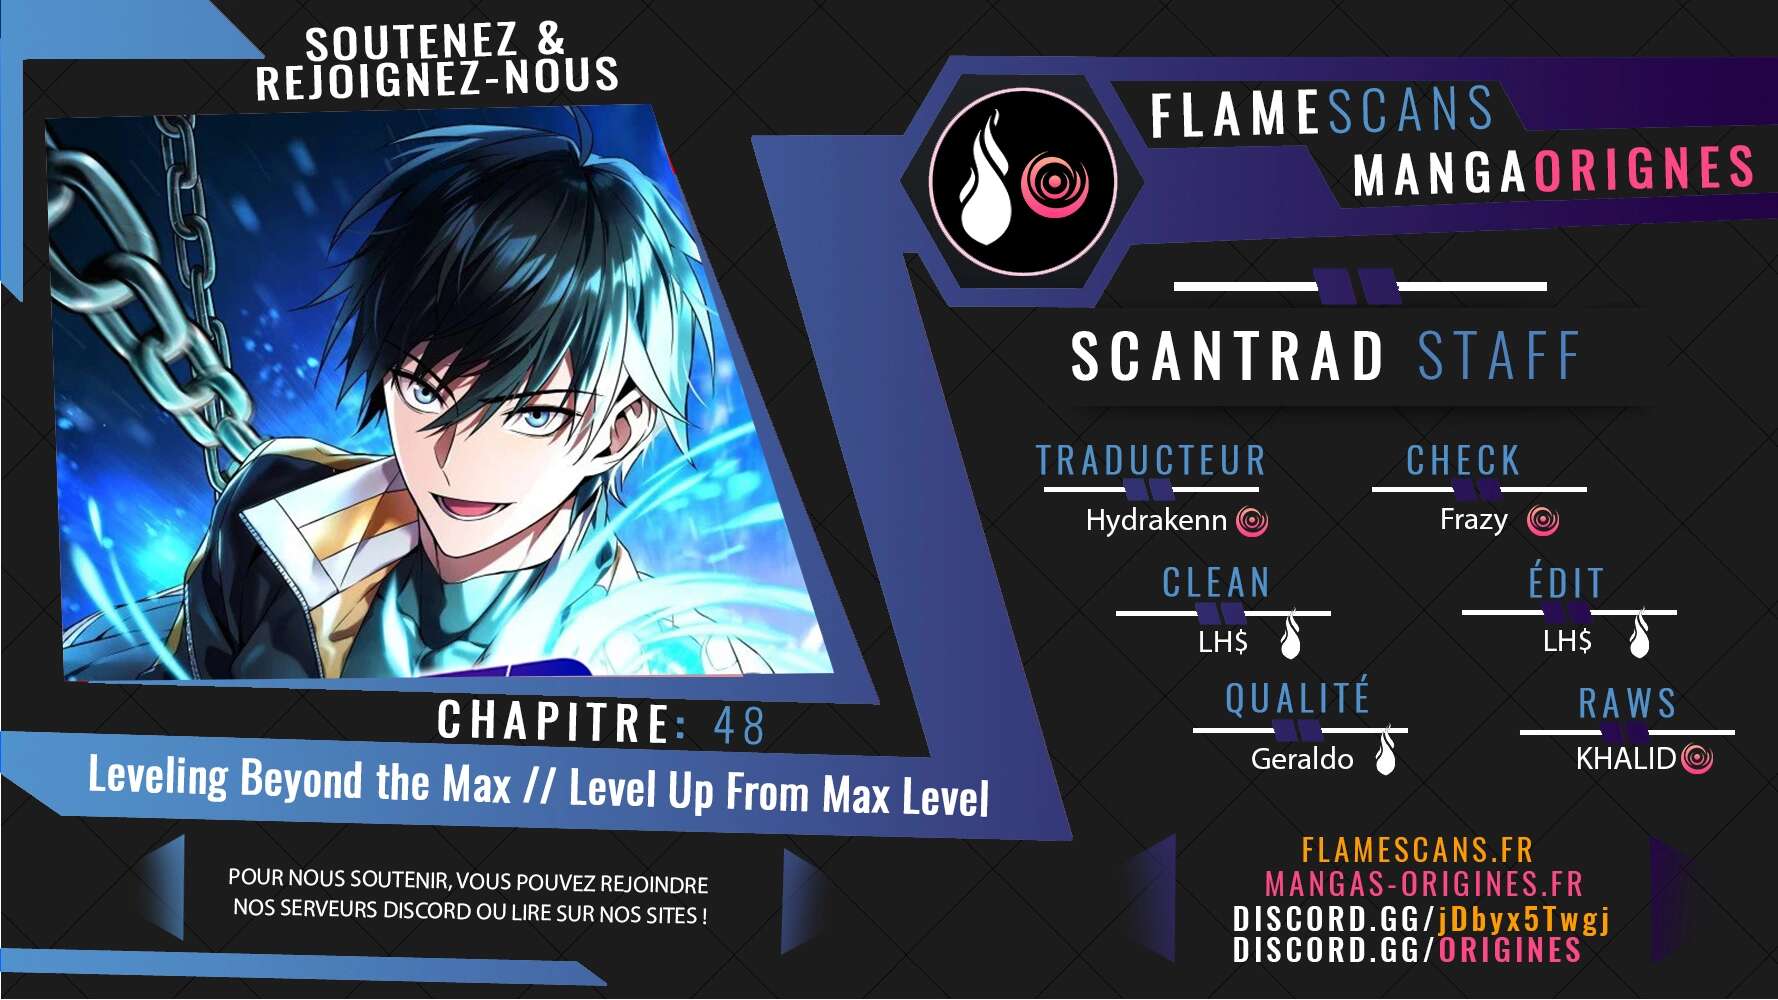 SOUTENEZ &
REJOIGNEZ-NOUS
FLAMESCANS
MANGAORIGNES
SCANTRAD STAFF
TRADUCTEUR
Hydrakenn
CHECK
Frazy
CLEAN
LH$
ÉDIT
LH$
QUALITÉ
Geraldo
RAWS
KHALID
CHAPITRE: 48
Leveling Beyond the Max // Level Up From Max Level
POUR NOUS SOUTENIR, VOUS POUVEZ REJOINDRE
NOS SERVEURS DISCORD OU LIRE SUR NOS SITES !
FLAMESCANS.FR
MANGAS-ORIGINES.FR
DISCORD.GG/jDbyx5Twgj
DISCORD.GG/ORIGINES